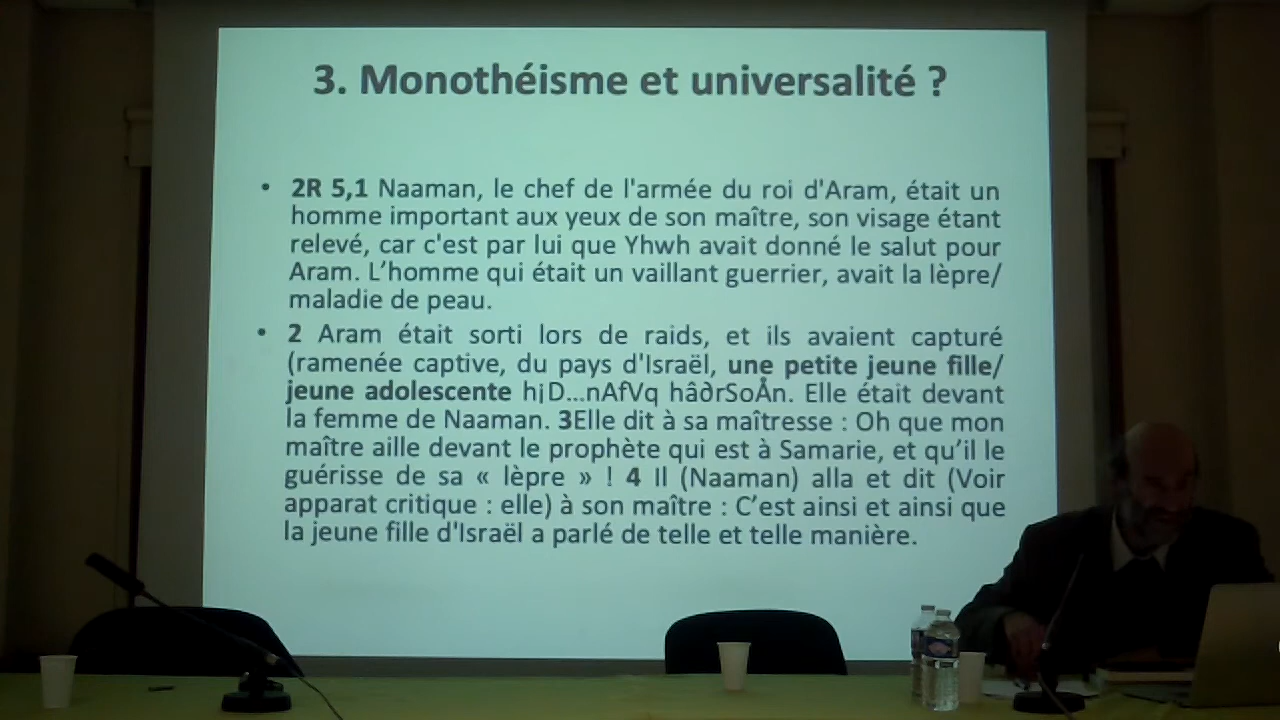 3. Monothéisme et universalité ?
• 2R 5,1 Naaman, le chef de l'armée du roi d'Aram, était un
homme important aux yeux de son maître, son visage étant
relevé, car c'est par lui que Yhwh avait donné le salut pour
Aram. L’homme qui était un vaillant guerrier, avait la lèpre/
maladie de peau.
• 2 Aram était sorti lors de raids, et ils avaient capturé
(ramenée captive, du pays d'Israël, une petite jeune fille/
jeune adolescente h¡D…nAfVq hâ∂rSoÅn. Elle était devant
la femme de Naaman. 3Elle dit à sa maîtresse : Oh que mon
maître aille devant le prophète qui est à Samarie, et qu’il le
guérisse de sa « lèpre » ! 4 Il (Naaman) alla et dit (Voir
apparat critique : elle) à son maître : C’est ainsi et ainsi que
la jeune fille d'Israël a parlé de telle et telle manière.